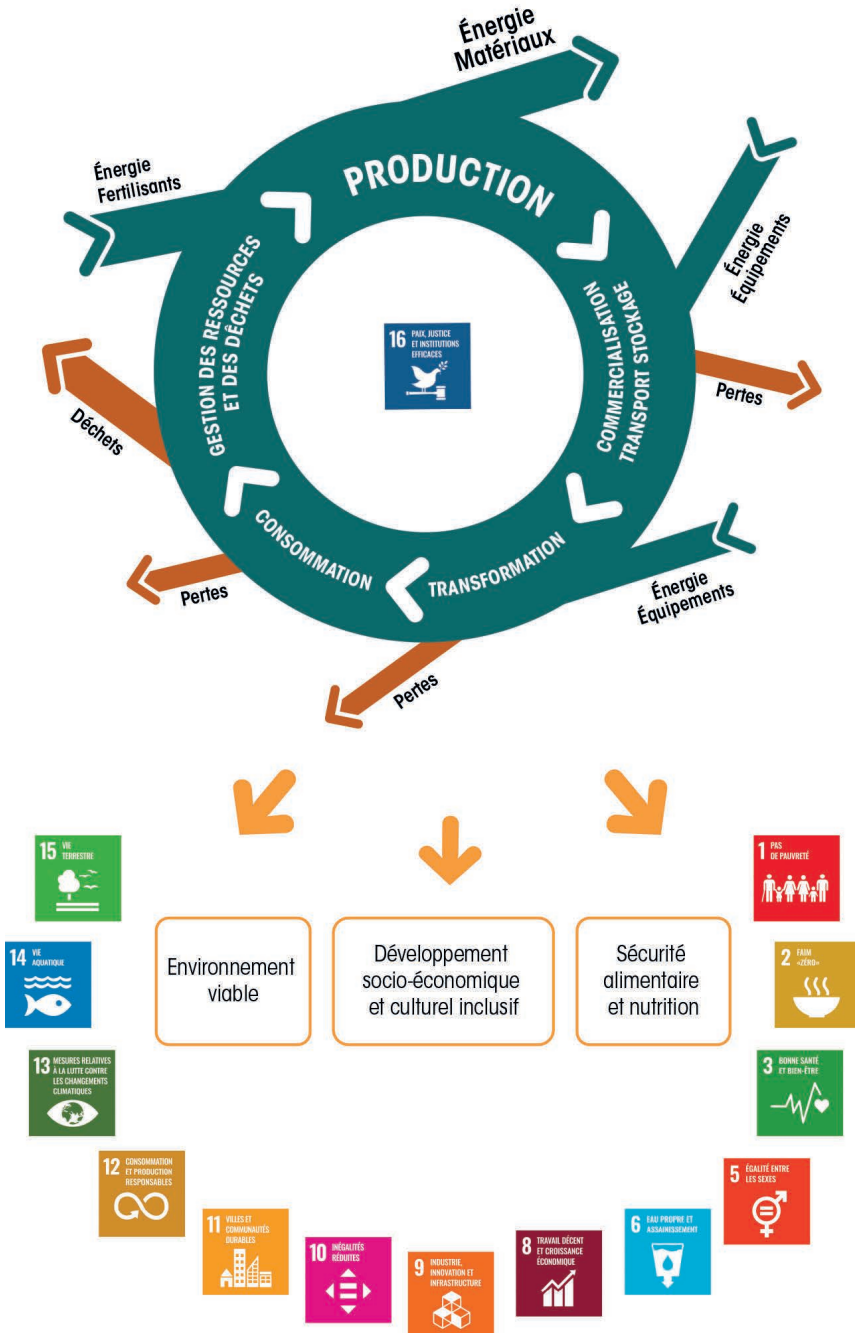 Énergie
Matériaux
Énergie
Fertilisants
PRODUCTION
Énergie
Équipements
GESTION DES RESSOURCES
ET DES DÊCHETS
16 PAIX, JUSTICE
ET INSTITUTIONS
EFFICACES
COMMERCIALISATION
TRANSPORT STOCKAGE
Pertes
Déchets
CONSOMMATION
TRANSFORMATION
Pertes
Énergie
Équipements
Pertes
15 VIE
TERRESTRE
1 PAS
DE PAUVRETÉ
Environnement
viable
Développement
socio-économique
et culturel inclusif
Sécurité
alimentaire
et nutrition
14 VIE
AQUATIQUE
2 FAIM
«ZÉRO»
13 MESURES RELATIVES
À LA LUTTE CONTRE
LES CHANGEMENTS
CLIMATIQUES
3 BONNE SANTÉ
ET BIEN-ÊTRE
12 CONSOMMATION
ET PRODUCTION
RESPONSABLES
5 ÉGALITÉ ENTRE
LES SEXES
11 VILLES ET
COMMUNAUTÉS
DURABLES
10 INÉGALITÉS
RÉDUITES
9 INDUSTRIE,
INNOVATION ET
INFRASTRUCTURE
8 TRAVAIL DÉCENT
ET CROISSANCE
ÉCONOMIQUE
6 EAU PROPRE ET
ASSAINISSEMENT